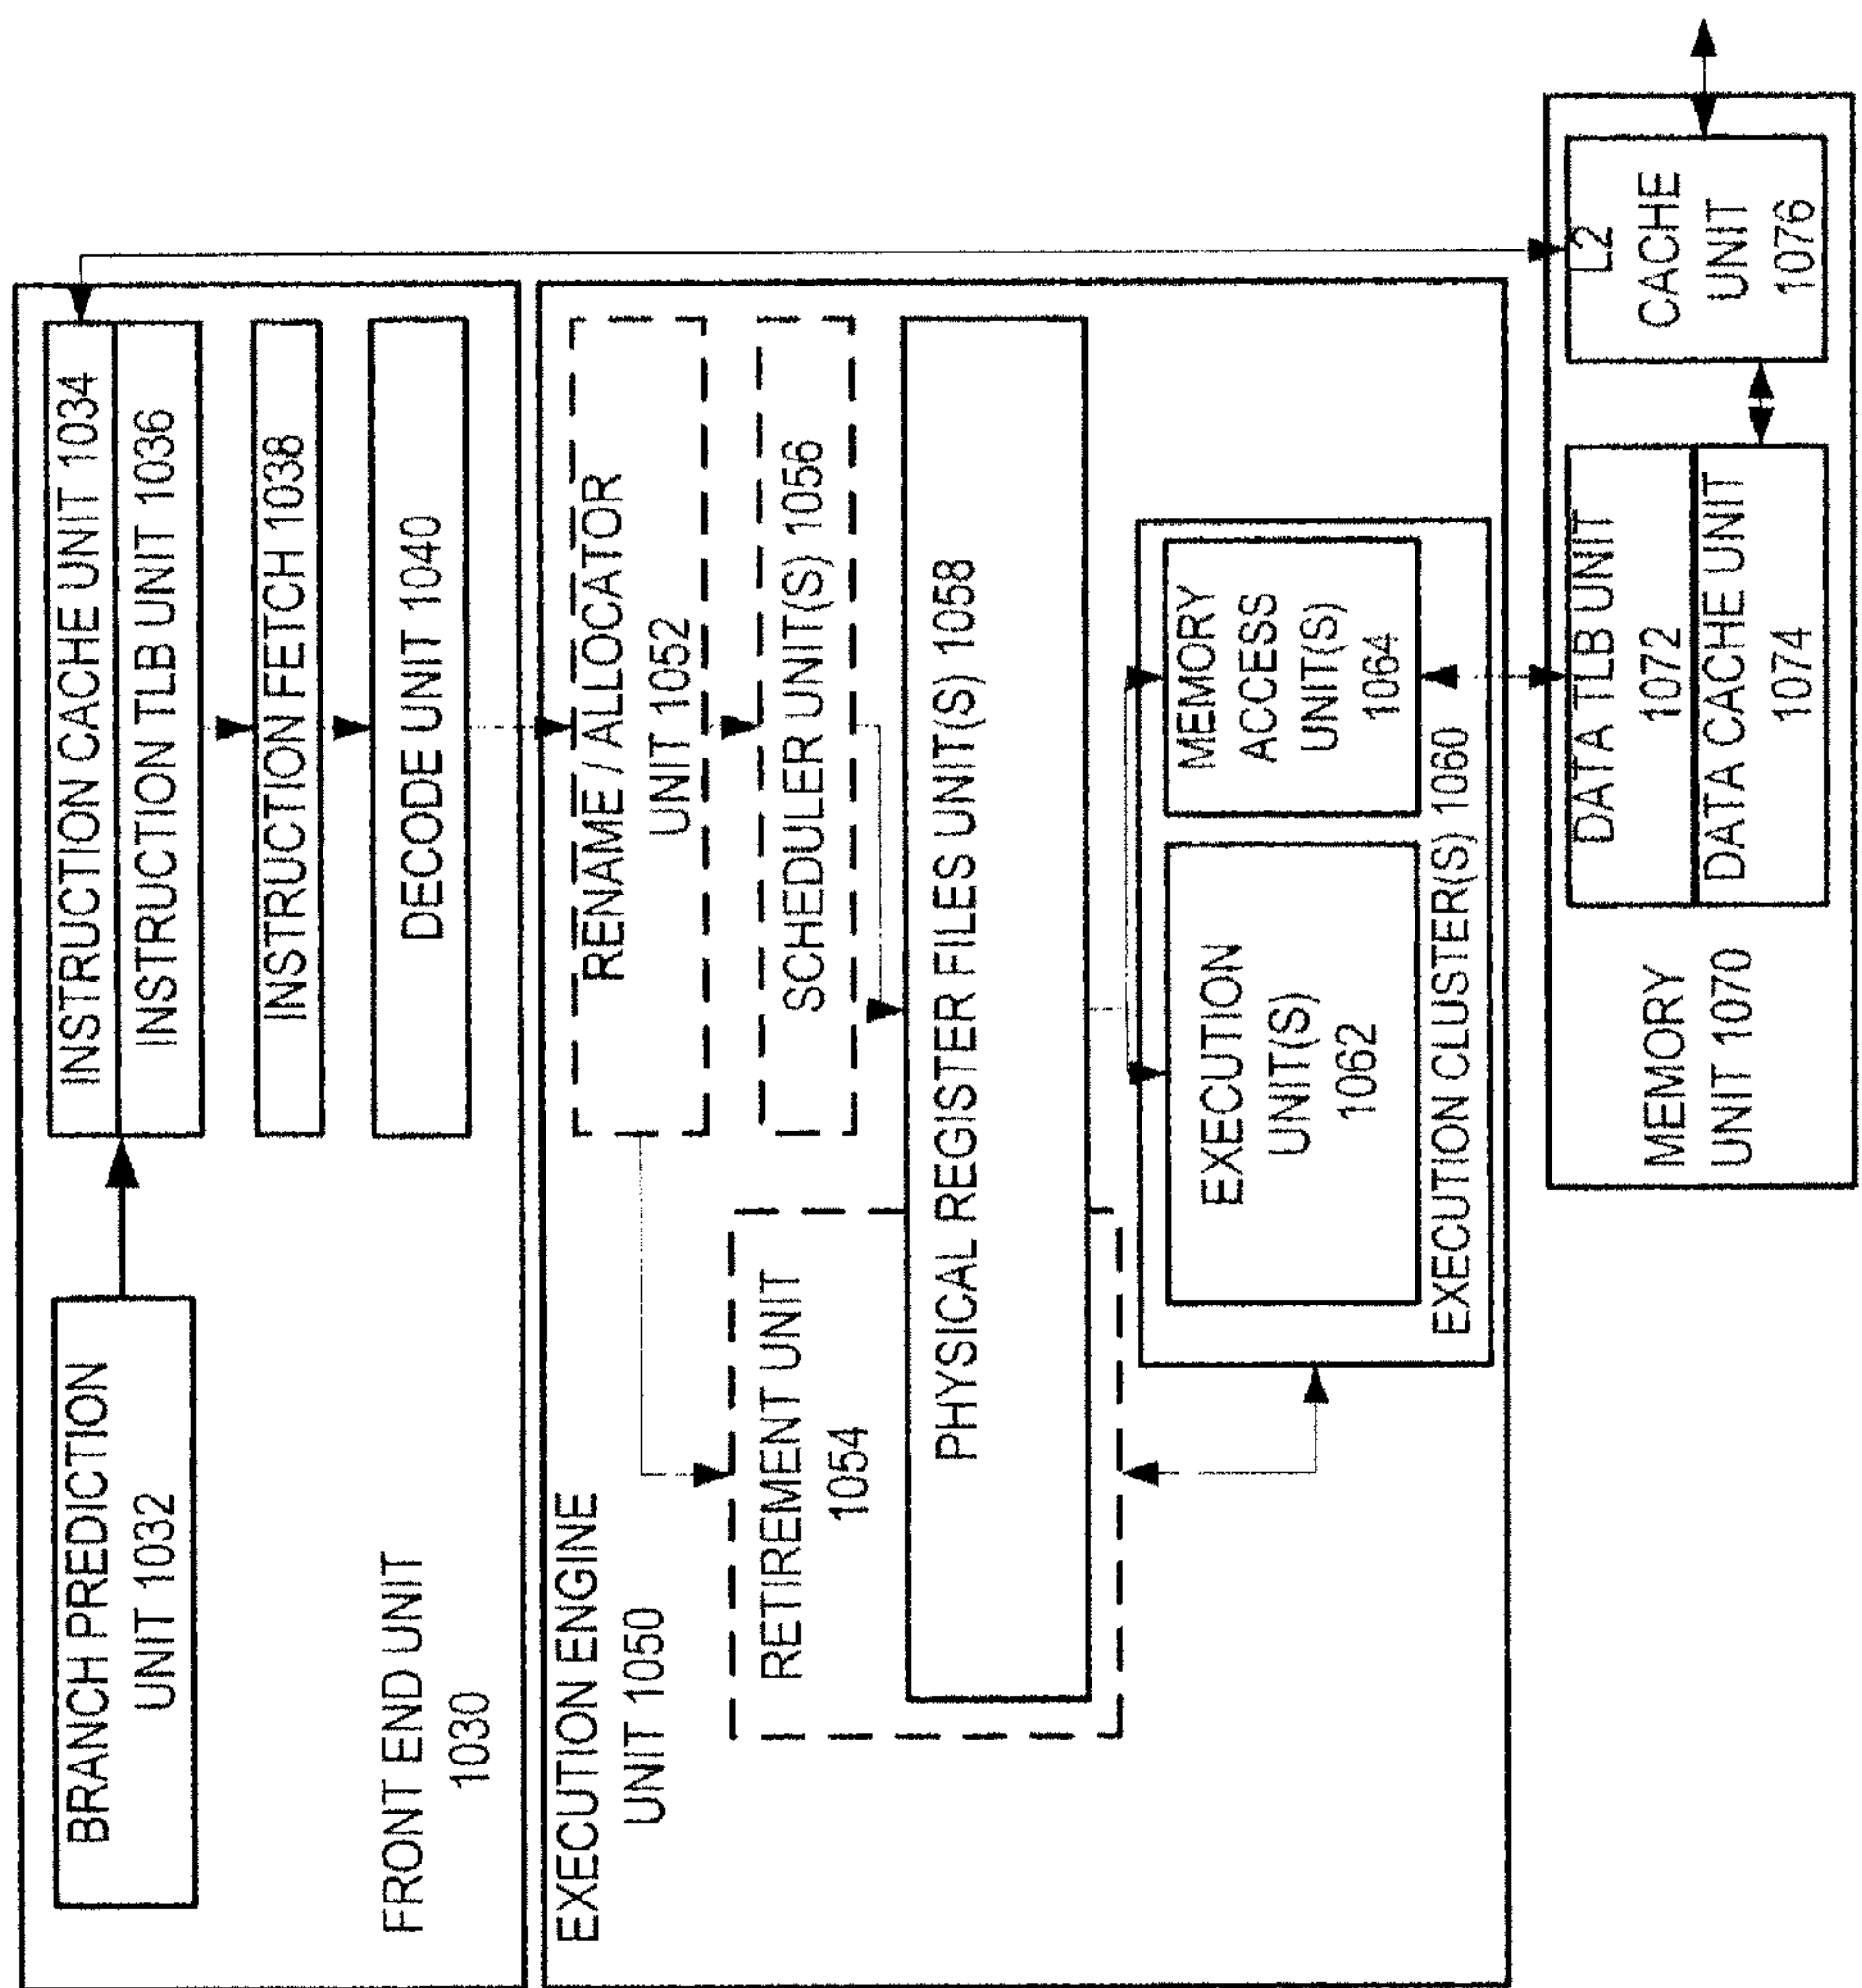 BRANCH PREDICTION
UNIT 1032
INSTRUCTION CACHE UNIT 1034
INSTRUCTION TLB UNIT 1036
INSTRUCTION FETCH 1038
FRONT END UNIT
1030
DECODE UNIT 1040
EXECUTION ENGINE
UNIT 1050
RENAME / ALLOCATOR
UNIT 1052
RETIREMENT UNIT
1054
SCHEDULER UNIT(S) 1056
PHYSICAL REGISTER FILES UNIT(S) 1058
EXECUTION
UNIT(S)
1062
MEMORY
ACCESS
UNIT(S)
1064
EXECUTION CLUSTER(S) 1060
MEMORY
UNIT 1070
DATA TLB UNIT
1072
DATA CACHE UNIT
1074
L2
CACHE
UNIT
1076